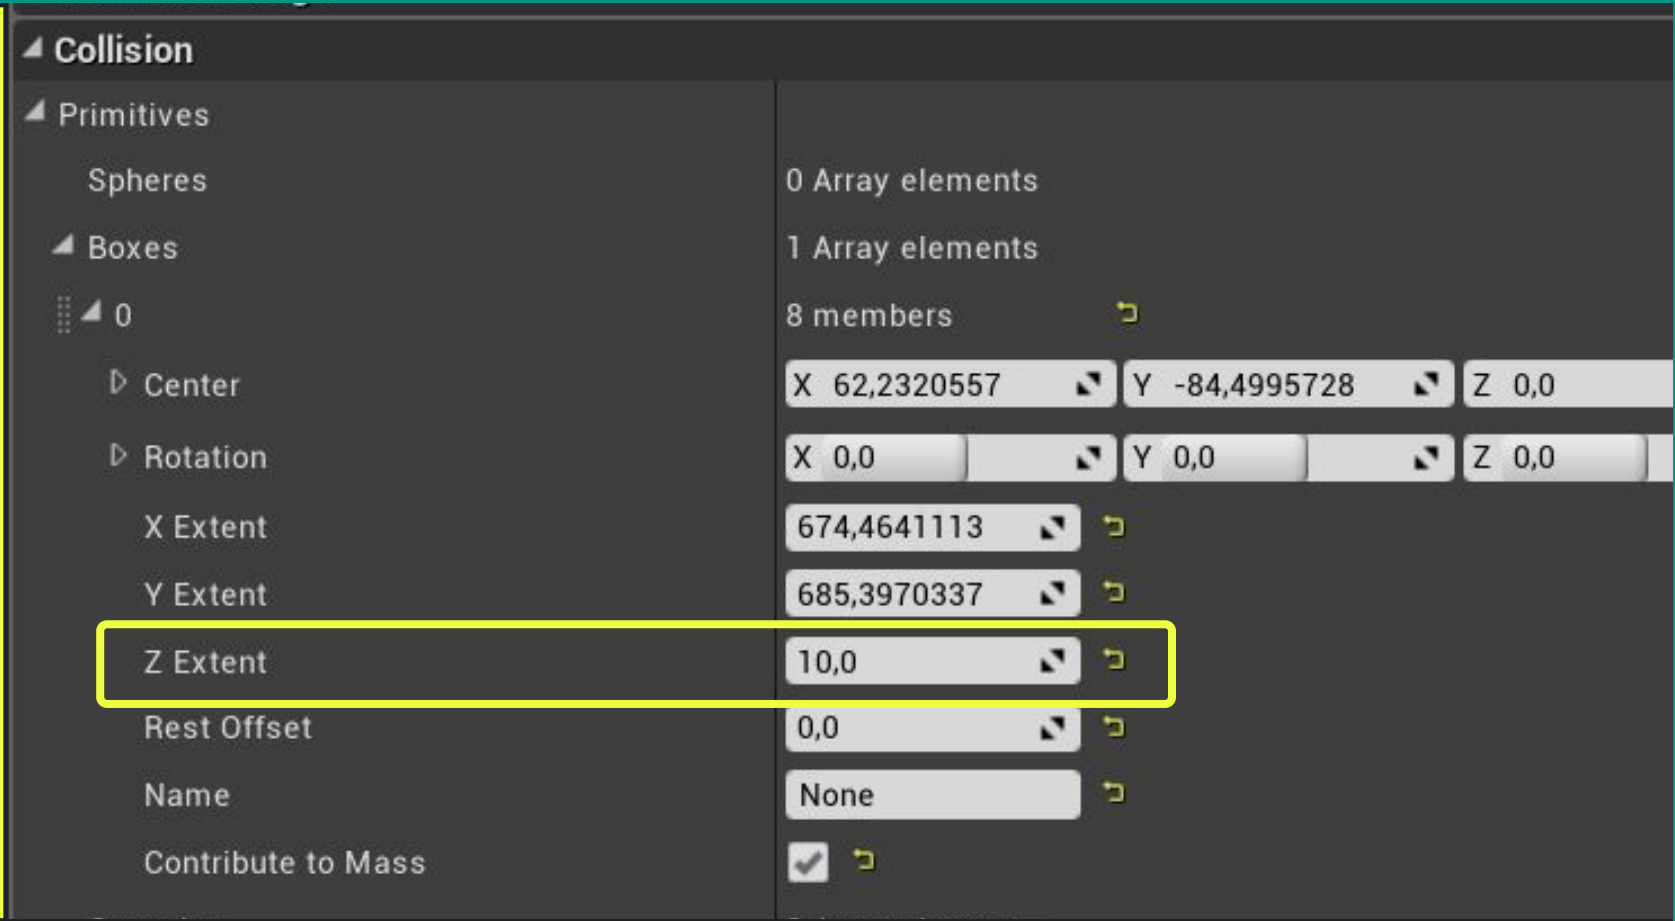 Collision
Primitives
Spheres 0 Array elements
Boxes 1 Array elements
0 8 members
Center X 62,2320557 Y -84,4995728 Z 0,0
Rotation X 0,0 Y 0,0 Z 0,0
X Extent 674,4641113
Y Extent 685,3970337
Z Extent 10,0
Rest Offset 0,0
Name None
Contribute to Mass